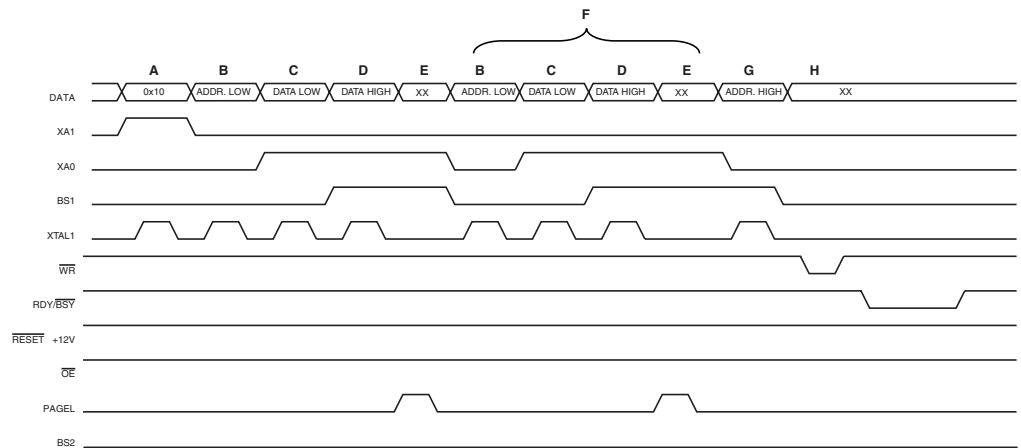 F
A B C D E B C D E G H
DATA 0x10 ADDR. LOW DATA LOW DATA HIGH XX ADDR. LOW DATA LOW DATA HIGH XX ADDR. HIGH XX
XA1
XA0
BS1
XTAL1
WR
RDY/BSY
RESET +12V
OE
PAGEL
BS2